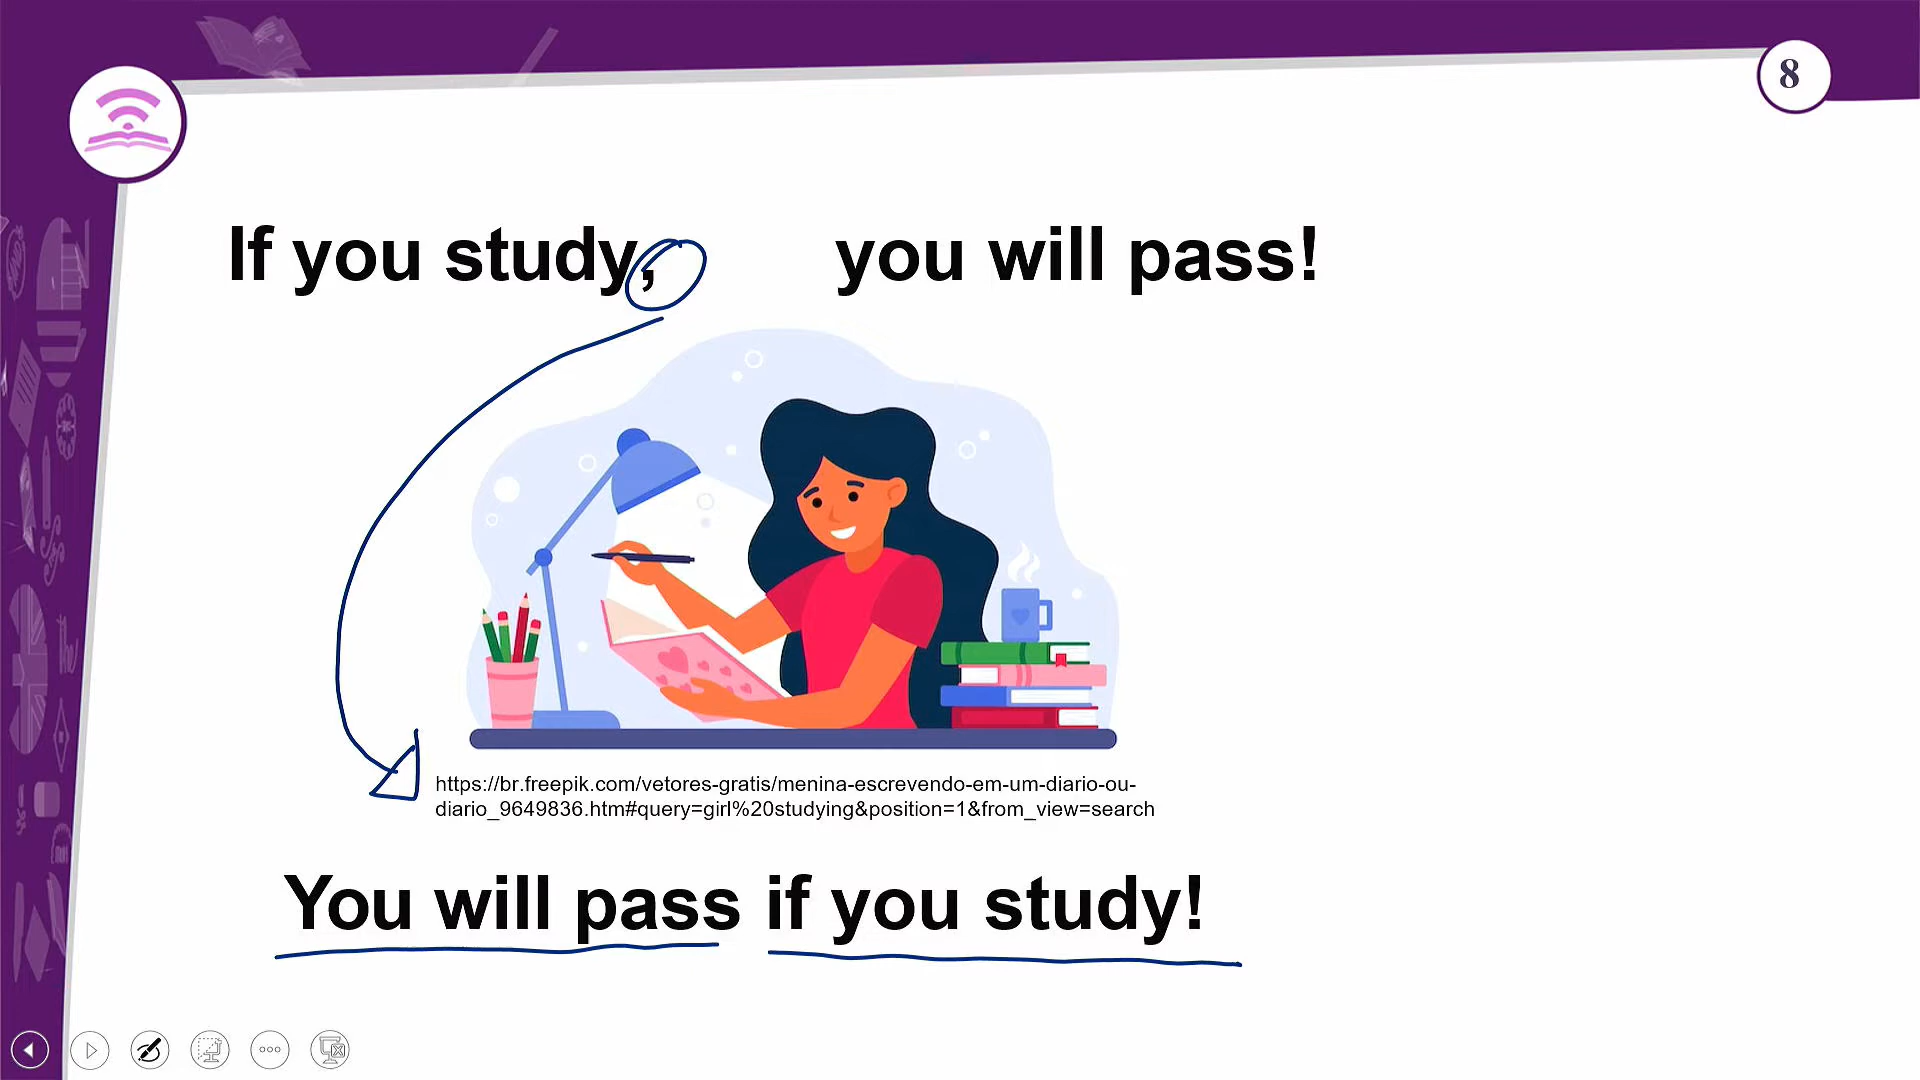 8
If you study, you will pass!
https://br.freepik.com/vetores-gratis/menina-escrevendo-em-um-diario-ou-
diario_9649836.htm#query=girl%20studying&position=1&from_view=search
You will pass if you study!